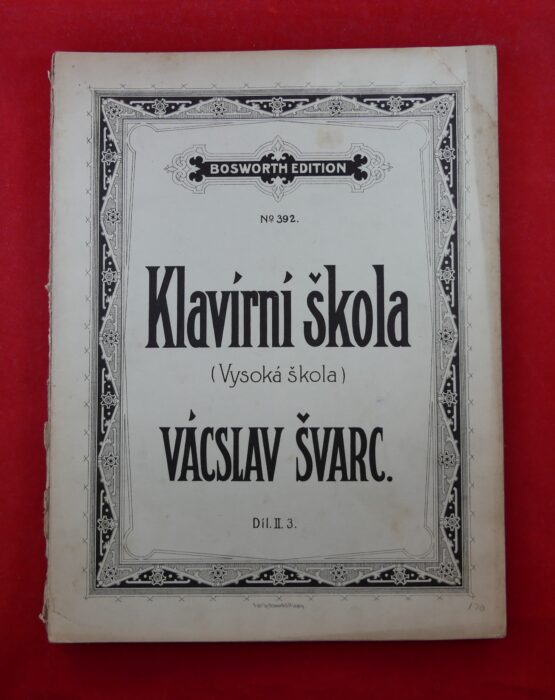 BOSWORTH EDITION
No 392.
Klavírní škola
(Vysoká škola)
VÁCSLAV ŠVARC.
Díl. II. 3.